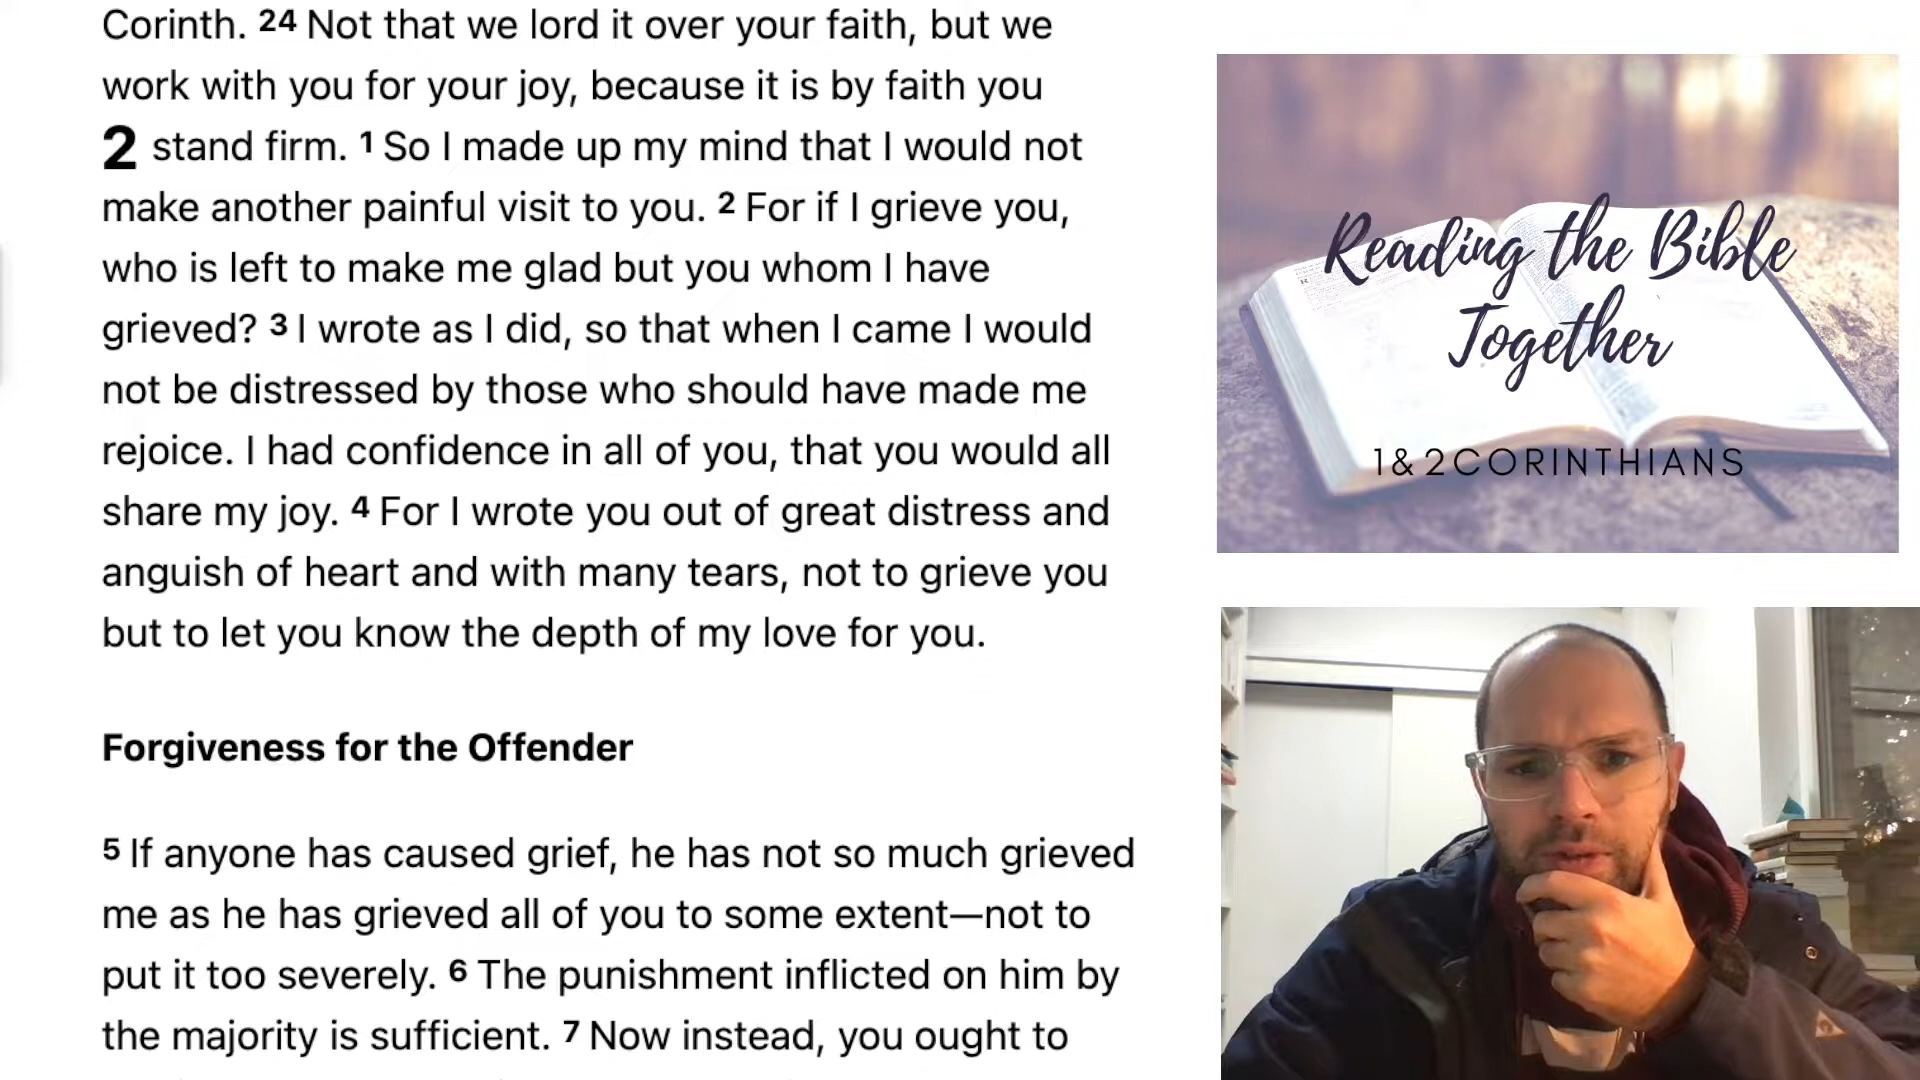 Corinth. 24 Not that we lord it over your faith, but we
work with you for your joy, because it is by faith you
2 stand firm. 1 So I made up my mind that I would not
make another painful visit to you. 2 For if I grieve you,
who is left to make me glad but you whom I have
grieved? 3 I wrote as I did, so that when I came I would
not be distressed by those who should have made me
rejoice. I had confidence in all of you, that you would all
share my joy. 4 For I wrote you out of great distress and
anguish of heart and with many tears, not to grieve you
but to let you know the depth of my love for you.
Forgiveness for the Offender
5 If anyone has caused grief, he has not so much grieved
me as he has grieved all of you to some extent—not to
put it too severely. 6 The punishment inflicted on him by
the majority is sufficient. 7 Now instead, you ought to
Reading the Bible
Together
1 & 2 CORINTHIANS